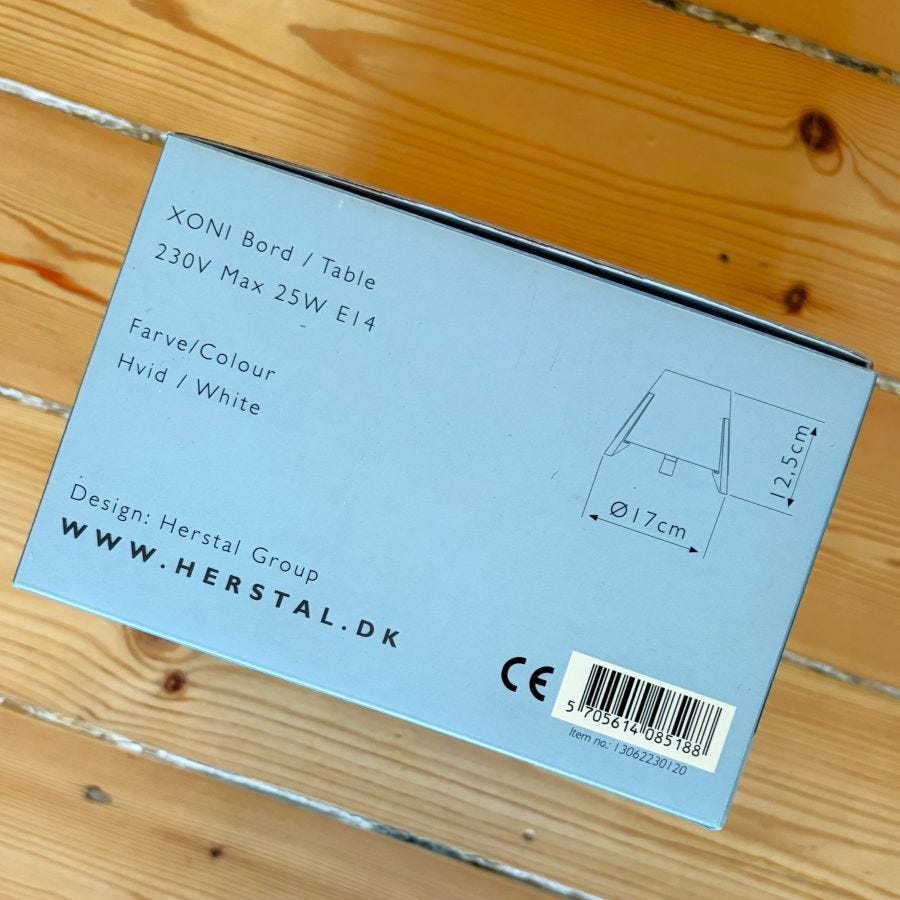 XONI Bord / Table
230V Max 25W E14
Farve/Colour
Hvid / White
Design: Herstal Group
WWW.HERSTAL.DK
12,5cm
Ø17cm
CE
5 705614 085188
Item no.: 13062230120